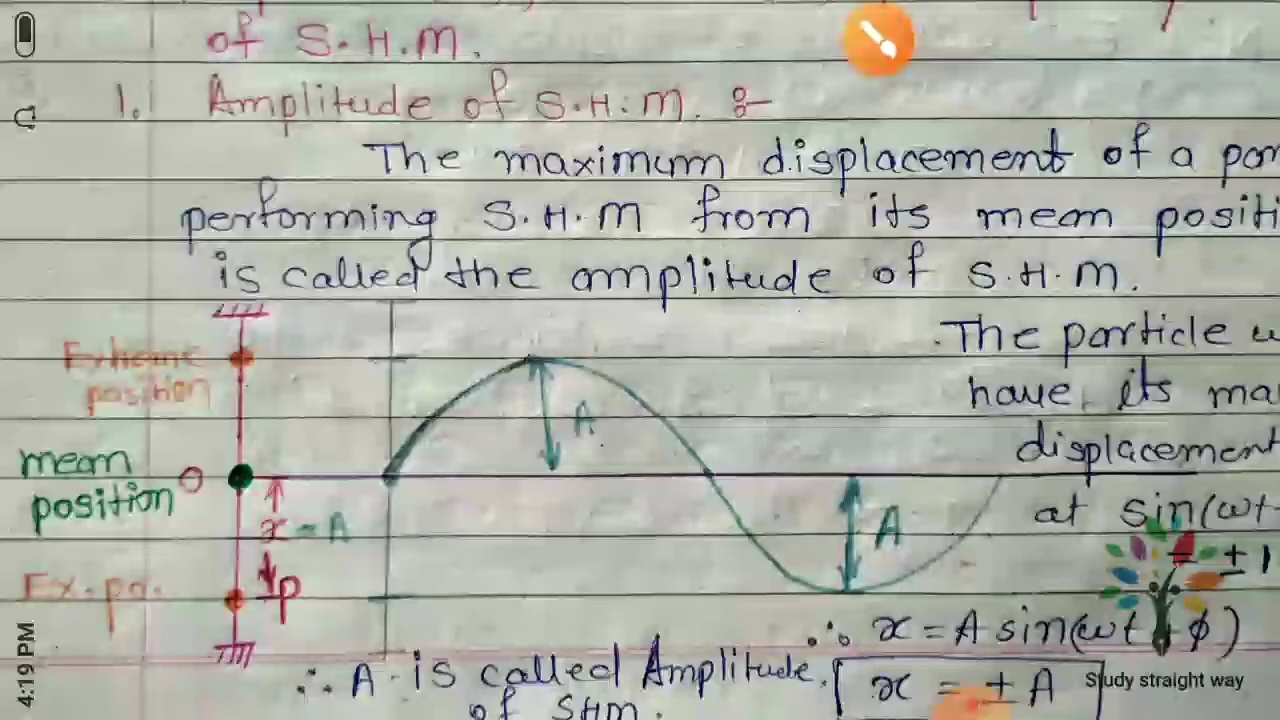 of S.H.M.
1. Amplitude of S.H.M. :-
The maximum displacement of a par
performing S.H.M from its mean positi
is called the amplitude of S.H.M.
The particle
have its ma
displacement
at sin(ωt
± 1
Extreme
position
A
mean
position O
x = A
A
Ex. po.
P
∴ x = A sin(ωt + φ)
∴ A is called Amplitude.
of SHM.
x = ± A
Study straight way
4:19 PM